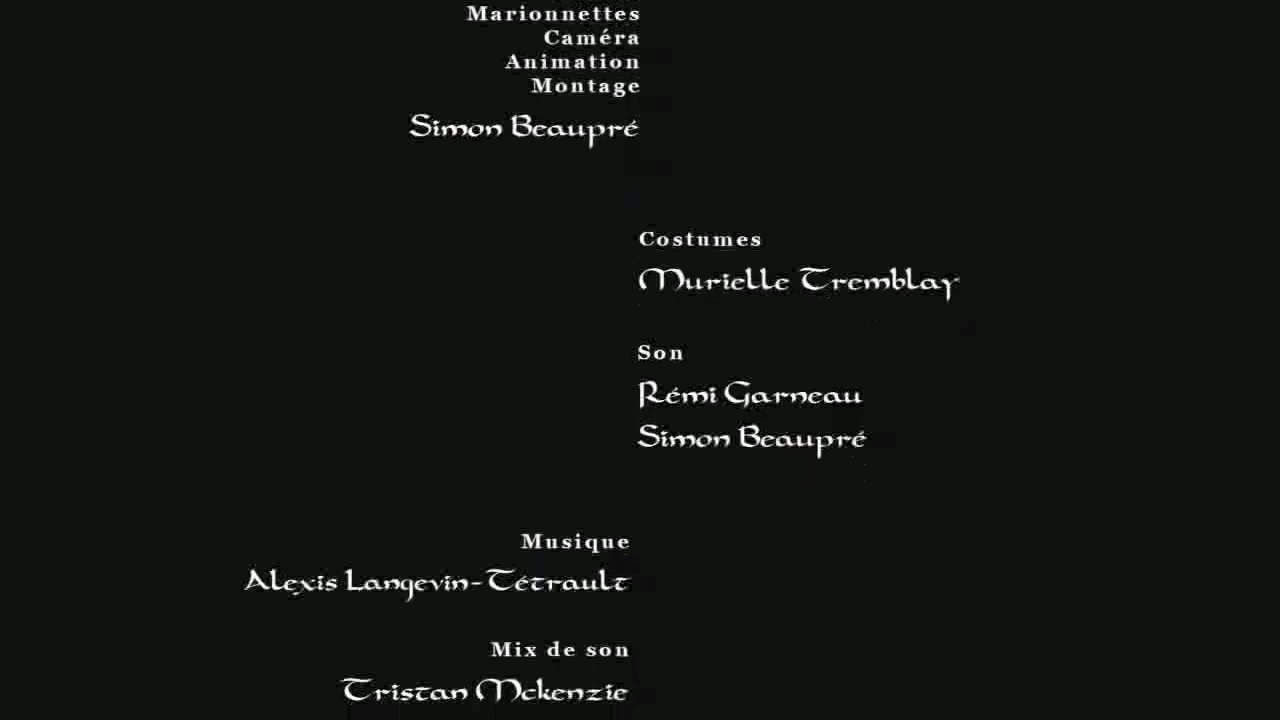 Marionnettes
Caméra
Animation
Montage
Simon Beaupré
Costumes
Murielle Tremblay
Son
Rémi Garneau
Simon Beaupré
Musique
Alexis Langevin-Tétrault
Mix de son
Tristan Mckenzie